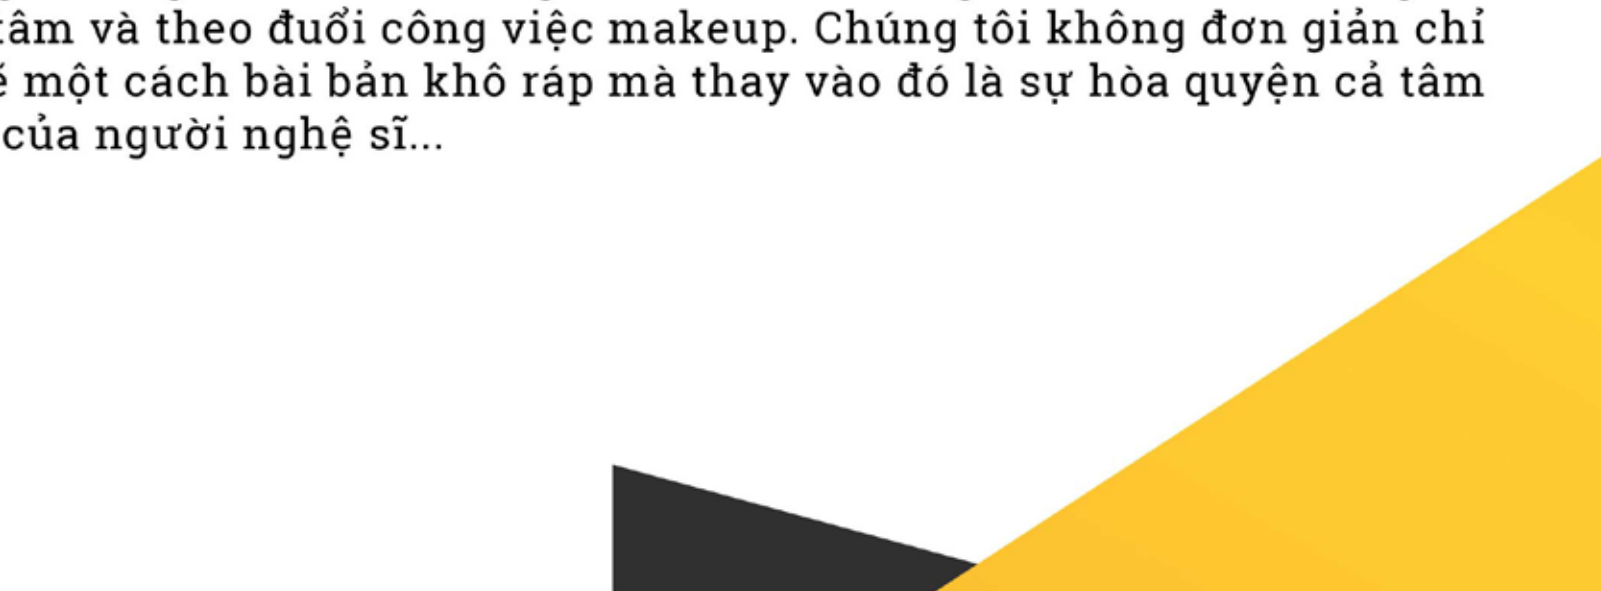 tâm và theo đuổi công việc makeup. Chúng tôi không đơn giản chỉ
một cách bài bản khô ráp mà thay vào đó là sự hòa quyện cả tâm
của người nghệ sĩ...